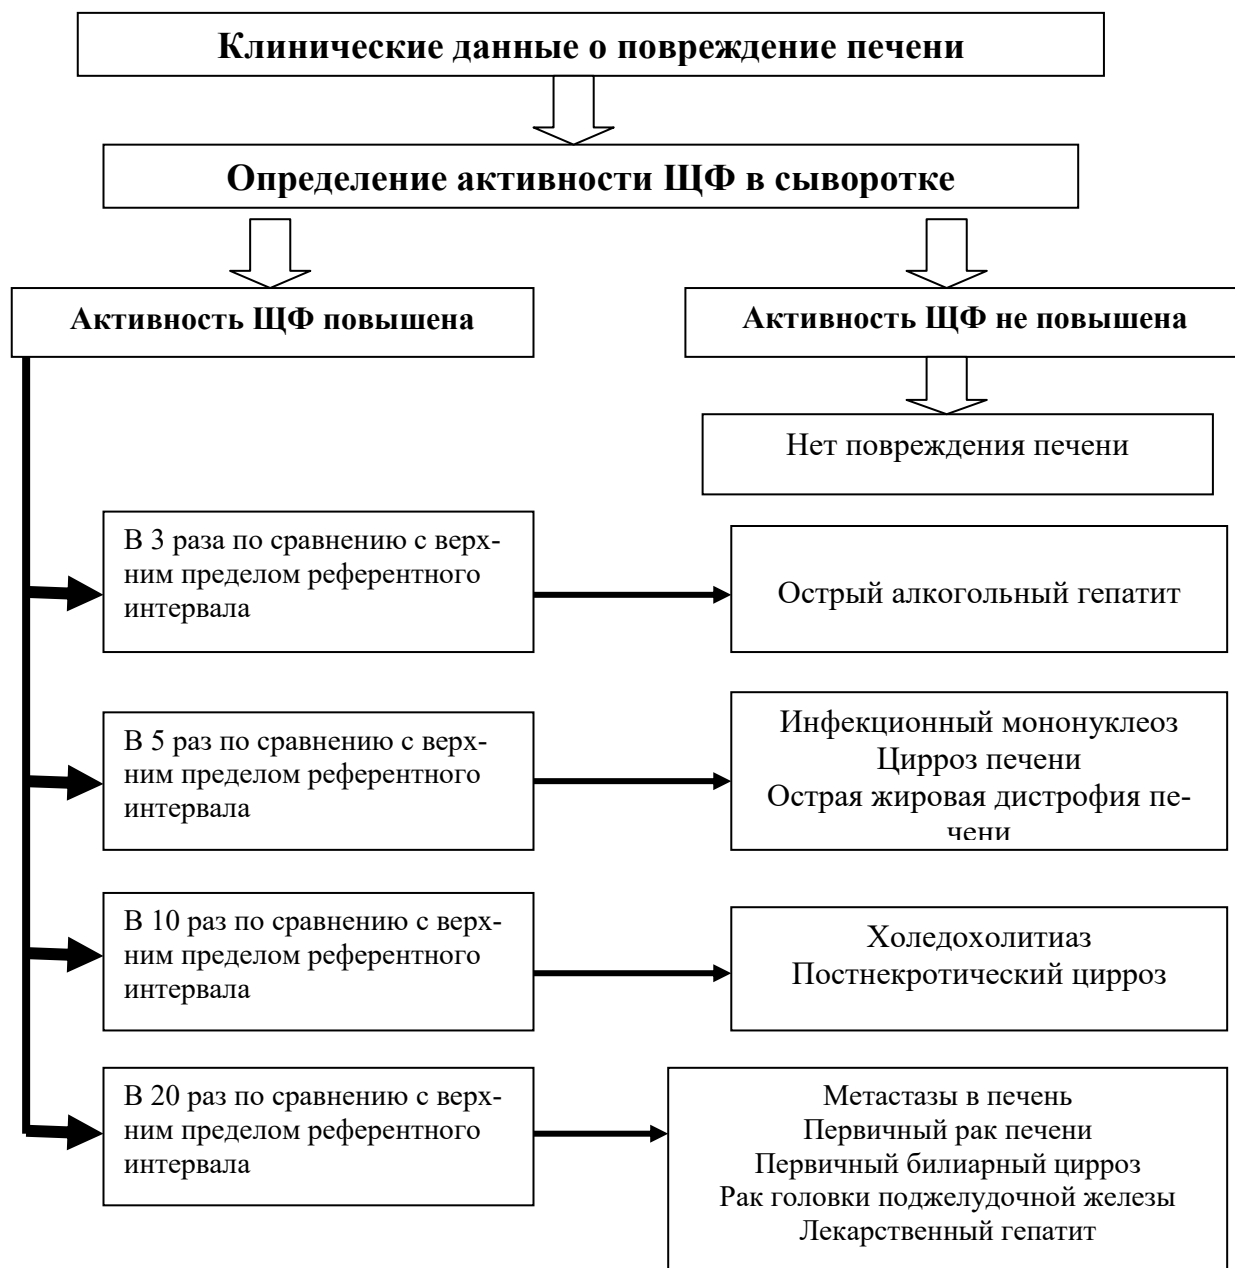 Клинические данные о повреждение печени
Определение активности ЩФ в сыворотке
Активность ЩФ повышена
Активность ЩФ не повышена
Нет повреждения печени
В 3 раза по сравнению с верх-
ним пределом референтного
интервала
Острый алкогольный гепатит
В 5 раз по сравнению с верх-
ним пределом референтного
интервала
Инфекционный мононуклеоз
Цирроз печени
Острая жировая дистрофия пе-
чени
В 10 раз по сравнению с верх-
ним пределом референтного
интервала
Холедохолитиаз
Постнекротический цирроз
В 20 раз по сравнению с верх-
ним пределом референтного
интервала
Метастазы в печень
Первичный рак печени
Первичный билиарный цирроз
Рак головки поджелудочной железы
Лекарственный гепатит